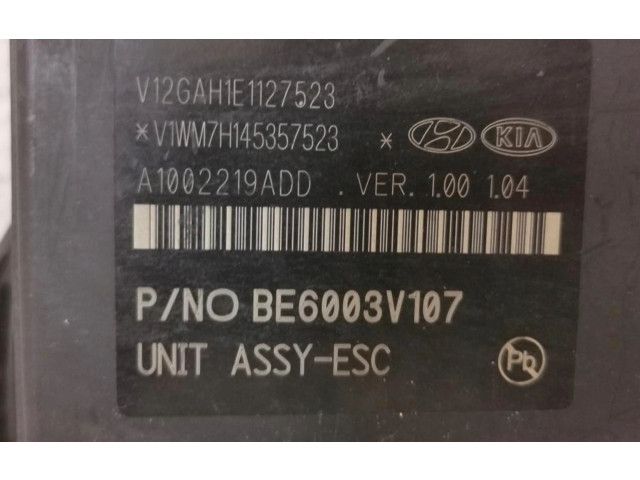 V12GAH1E1127523
*V1WM7H145357523 * KIA
A1002219ADD . VER. 1.00 1.04
P/NO BE6003V107
UNIT ASSY-ESC Pb